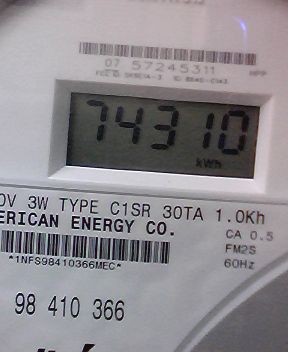 07 57245311
74310
kWh
0V 3W TYPE C1SR 30TA 1.0Kh
ERICAN ENERGY CO.
CA 0.5
FM2S
*1NFS98410366MEC*
60Hz
98 410 366